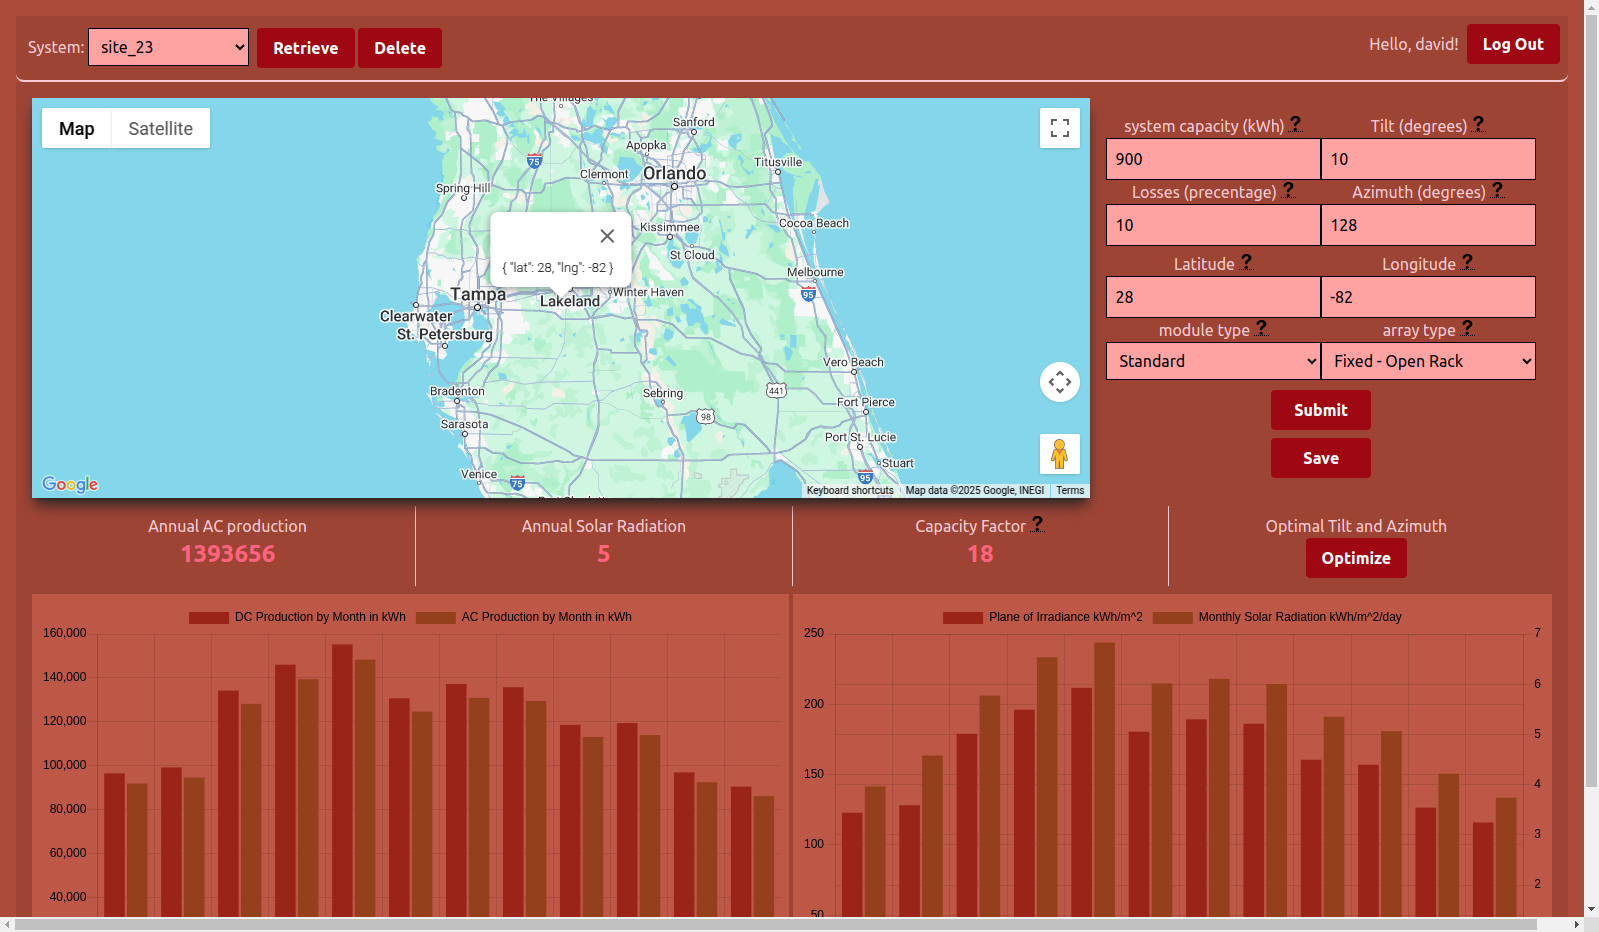 System: site_23 Retrieve Delete Hello, david! Log Out
Map Satellite
The Villages
Sanford
Apopka
75
Titusville
Clermont Orlando
Spring Hill
Cocoa Beach
Kissimmee
St Cloud
{ "lat": 28, "lng": -82 }
Melbourne
Winter Haven
95
Tampa Lakeland
Clearwater
St. Petersburg
Vero Beach
Bradenton Sebring 441
98 Fort Pierce
Sarasota
Port St. Lucie
Stuart
Venice
75 95
Google Keyboard shortcuts Map data ©2025 Google, INEGI Terms
system capacity (kWh) ? Tilt (degrees) ?
900 10
Losses (precentage) ? Azimuth (degrees) ?
10 128
Latitude ? Longitude ?
28 -82
module type ? array type ?
Standard Fixed - Open Rack
Submit
Save
Annual AC production Annual Solar Radiation Capacity Factor ? Optimal Tilt and Azimuth
1393656 5 18 Optimize
DC Production by Month in kWh AC Production by Month in kWh
160,000
140,000
120,000
100,000
80,000
60,000
40,000
Plane of Irradiance kWh/m^2 Monthly Solar Radiation kWh/m^2/day
250 7
6
200
5
150
4
3
100
2
50